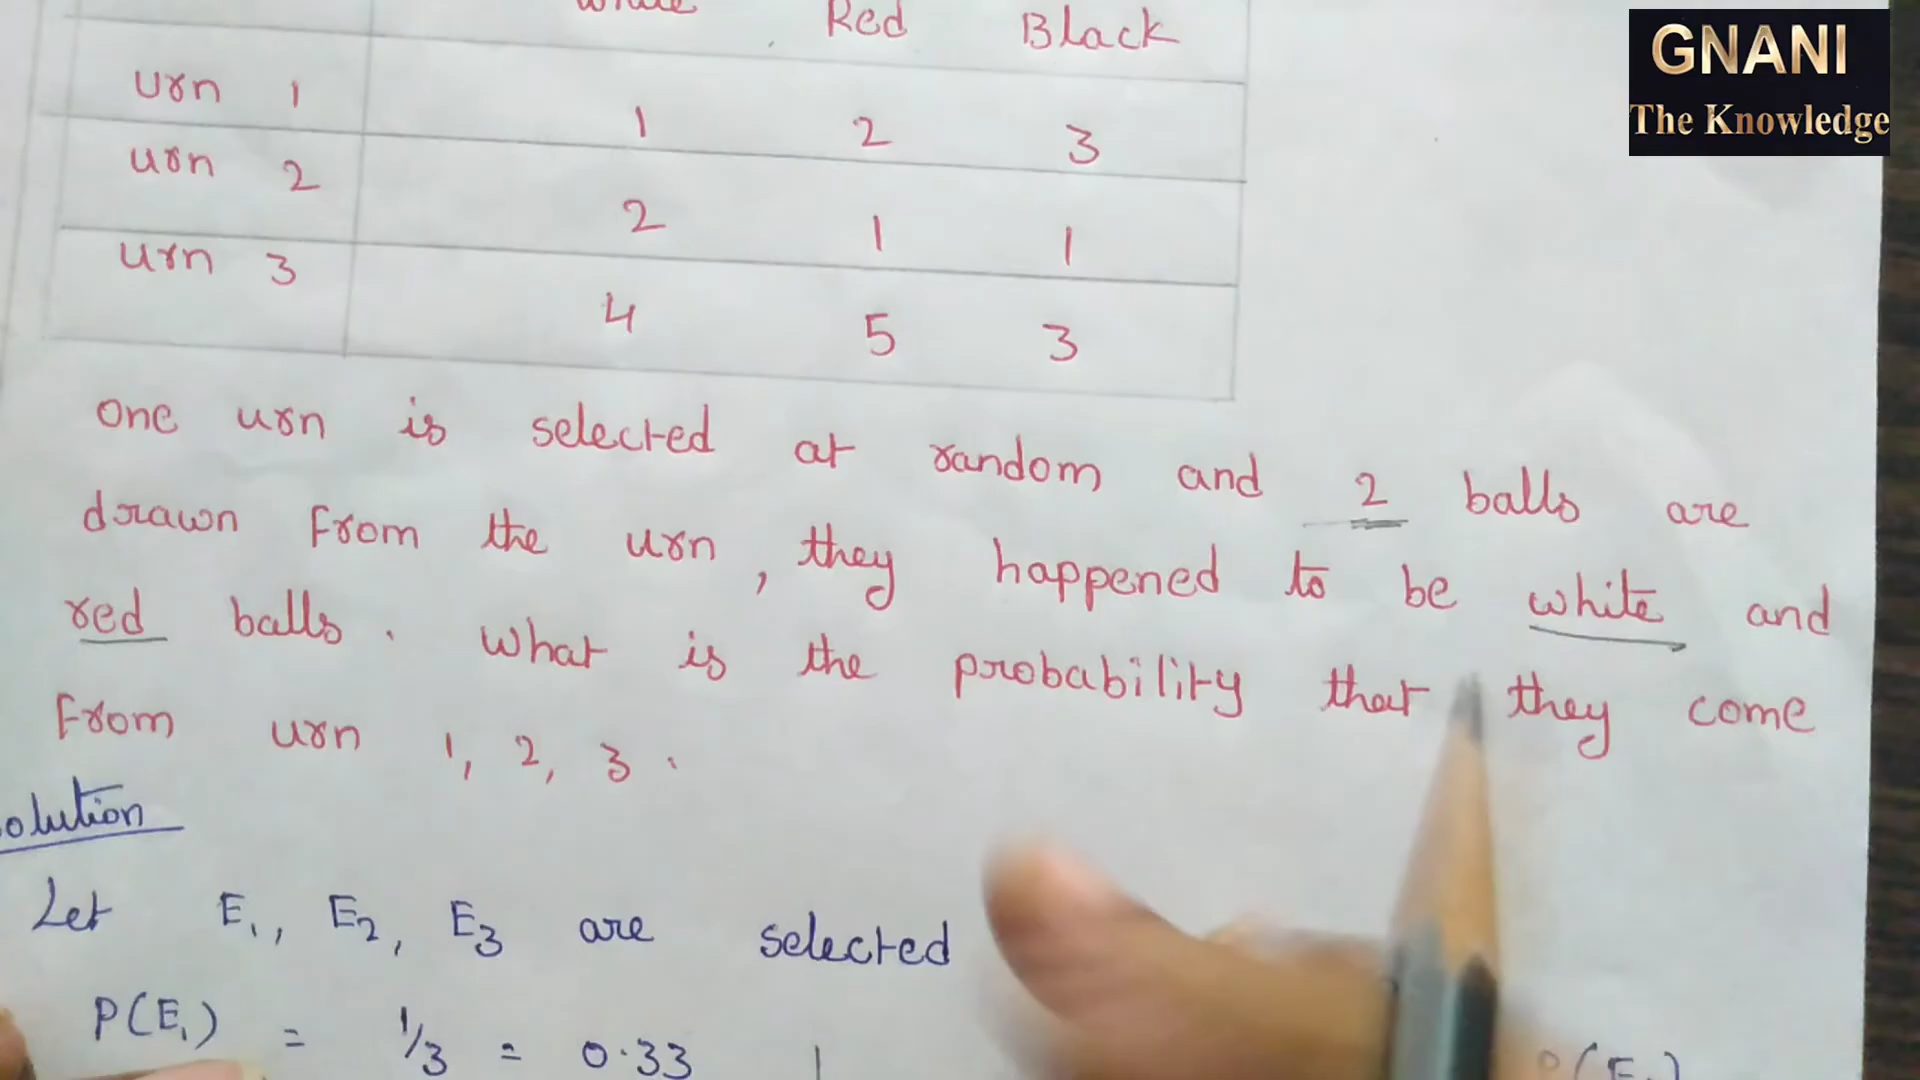 White Red Black
urn 1 1 2 3
urn 2 2 1 1
urn 3 4 5 3
one urn is selected at random and 2 balls are
drawn from the urn, they happened to be white and
red balls. What is the probability that they come
from urn 1, 2, 3.
olution
Let E1, E2, E3 are selected
P(E1) = 1/3 = 0.33
GNANI
The Knowledge